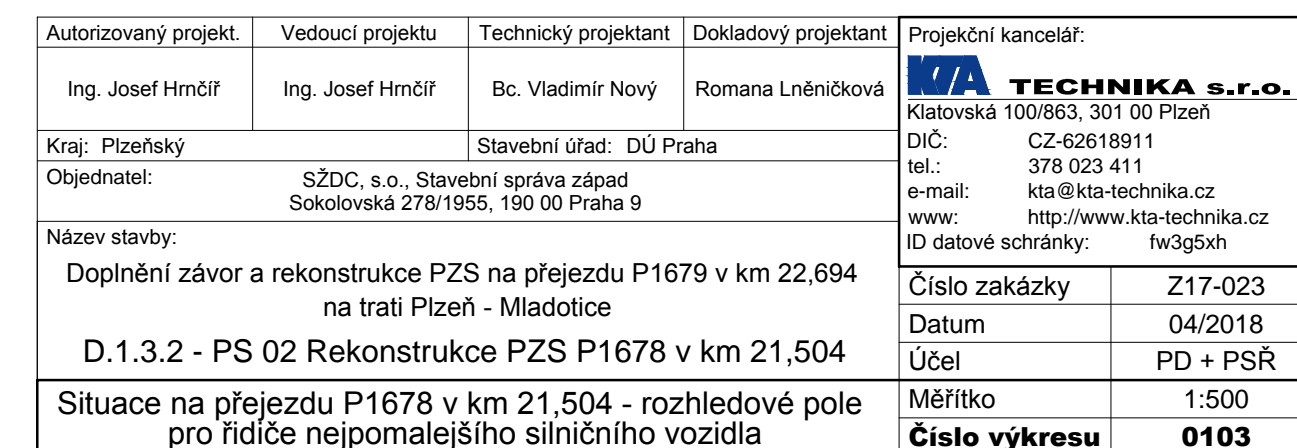 Autorizovaný projekt. Vedoucí projektu Technický projektant Dokladový projektant
Ing. Josef Hrnčíř Ing. Josef Hrnčíř Bc. Vladimír Nový Romana Lněničková
Kraj: Plzeňský Stavební úřad: DÚ Praha
Objednatel: SŽDC, s.o., Stavební správa západ
Sokolovská 278/1955, 190 00 Praha 9
Název stavby:
Doplnění závor a rekonstrukce PZS na přejezdu P1679 v km 22,694
na trati Plzeň - Mladotice
D.1.3.2 - PS 02 Rekonstrukce PZS P1678 v km 21,504
Situace na přejezdu P1678 v km 21,504 - rozhledové pole
pro řidiče nejpomalejšího silničního vozidla
Projekční kancelář:
KTA TECHNIKA s.r.o.
Klatovská 100/863, 301 00 Plzeň
DIČ: CZ-62618911
tel.: 378 023 411
e-mail: kta@kta-technika.cz
www: http://www.kta-technika.cz
ID datové schránky: fw3g5xh
Číslo zakázky Z17-023
Datum 04/2018
Účel PD + PSŘ
Měřítko 1:500
Číslo výkresu 0103